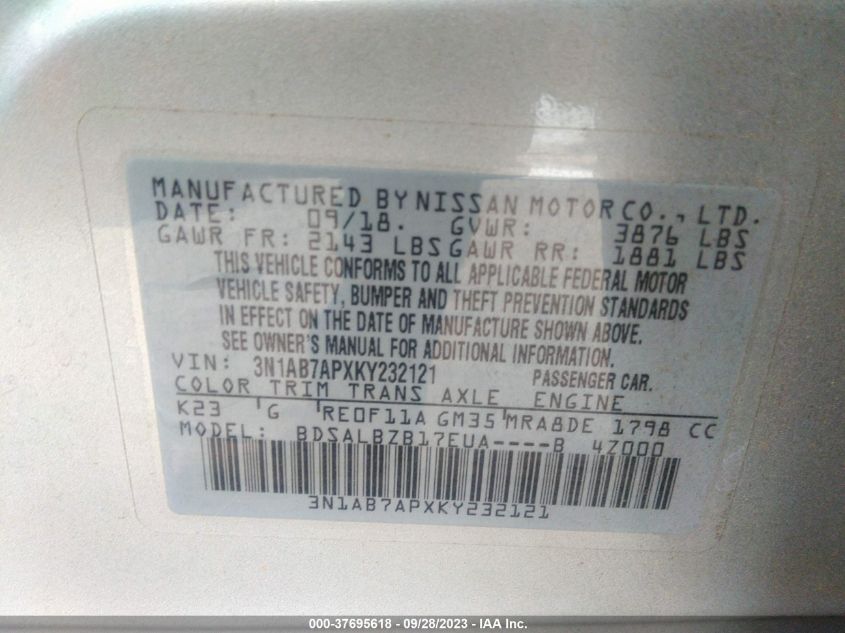 MANUFACTURED BY NISSAN MOTOR CO., LTD.
DATE: 09/18. GVWR: 3876 LBS
GAWR FR: 2143 LBS GAWR RR: 1881 LBS
THIS VEHICLE CONFORMS TO ALL APPLICABLE FEDERAL MOTOR
VEHICLE SAFETY, BUMPER AND THEFT PREVENTION STANDARDS
IN EFFECT ON THE DATE OF MANUFACTURE SHOWN ABOVE.
SEE OWNER'S MANUAL FOR ADDITIONAL INFORMATION.
VIN: 3N1AB7APXKY232121 PASSENGER CAR.
COLOR TRIM TRANS AXLE ENGINE
K23 G RE0F11A GM35 MRA8DE 1798 CC
MODEL: BDSALBZB17EUA----B 4Z000
3N1AB7APXKY232121
000-37695618 - 09/28/2023 - IAA Inc.